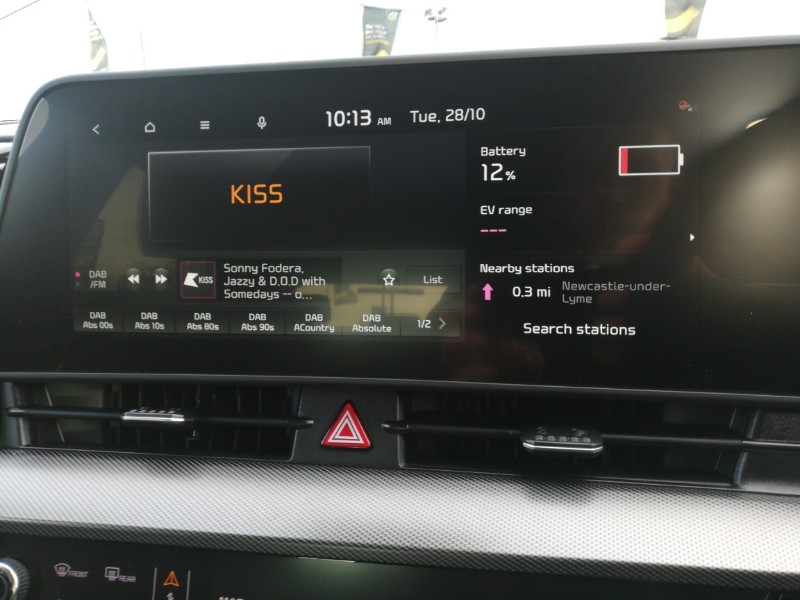 10:13 AM Tue, 28/10
KISS
Battery
12%
EV range
---
Nearby stations
0.3 mi Newcastle-under-
Lyme
Search stations
DAB
/FM
KISS
Sonny Fodera,
Jazzy & D.O.D with
Somedays -- o...
List
DAB
Abs 00s
DAB
Abs 10s
DAB
Abs 80s
DAB
Abs 90s
DAB
ACountry
DAB
Absolute
1/2
FRONT
REAR